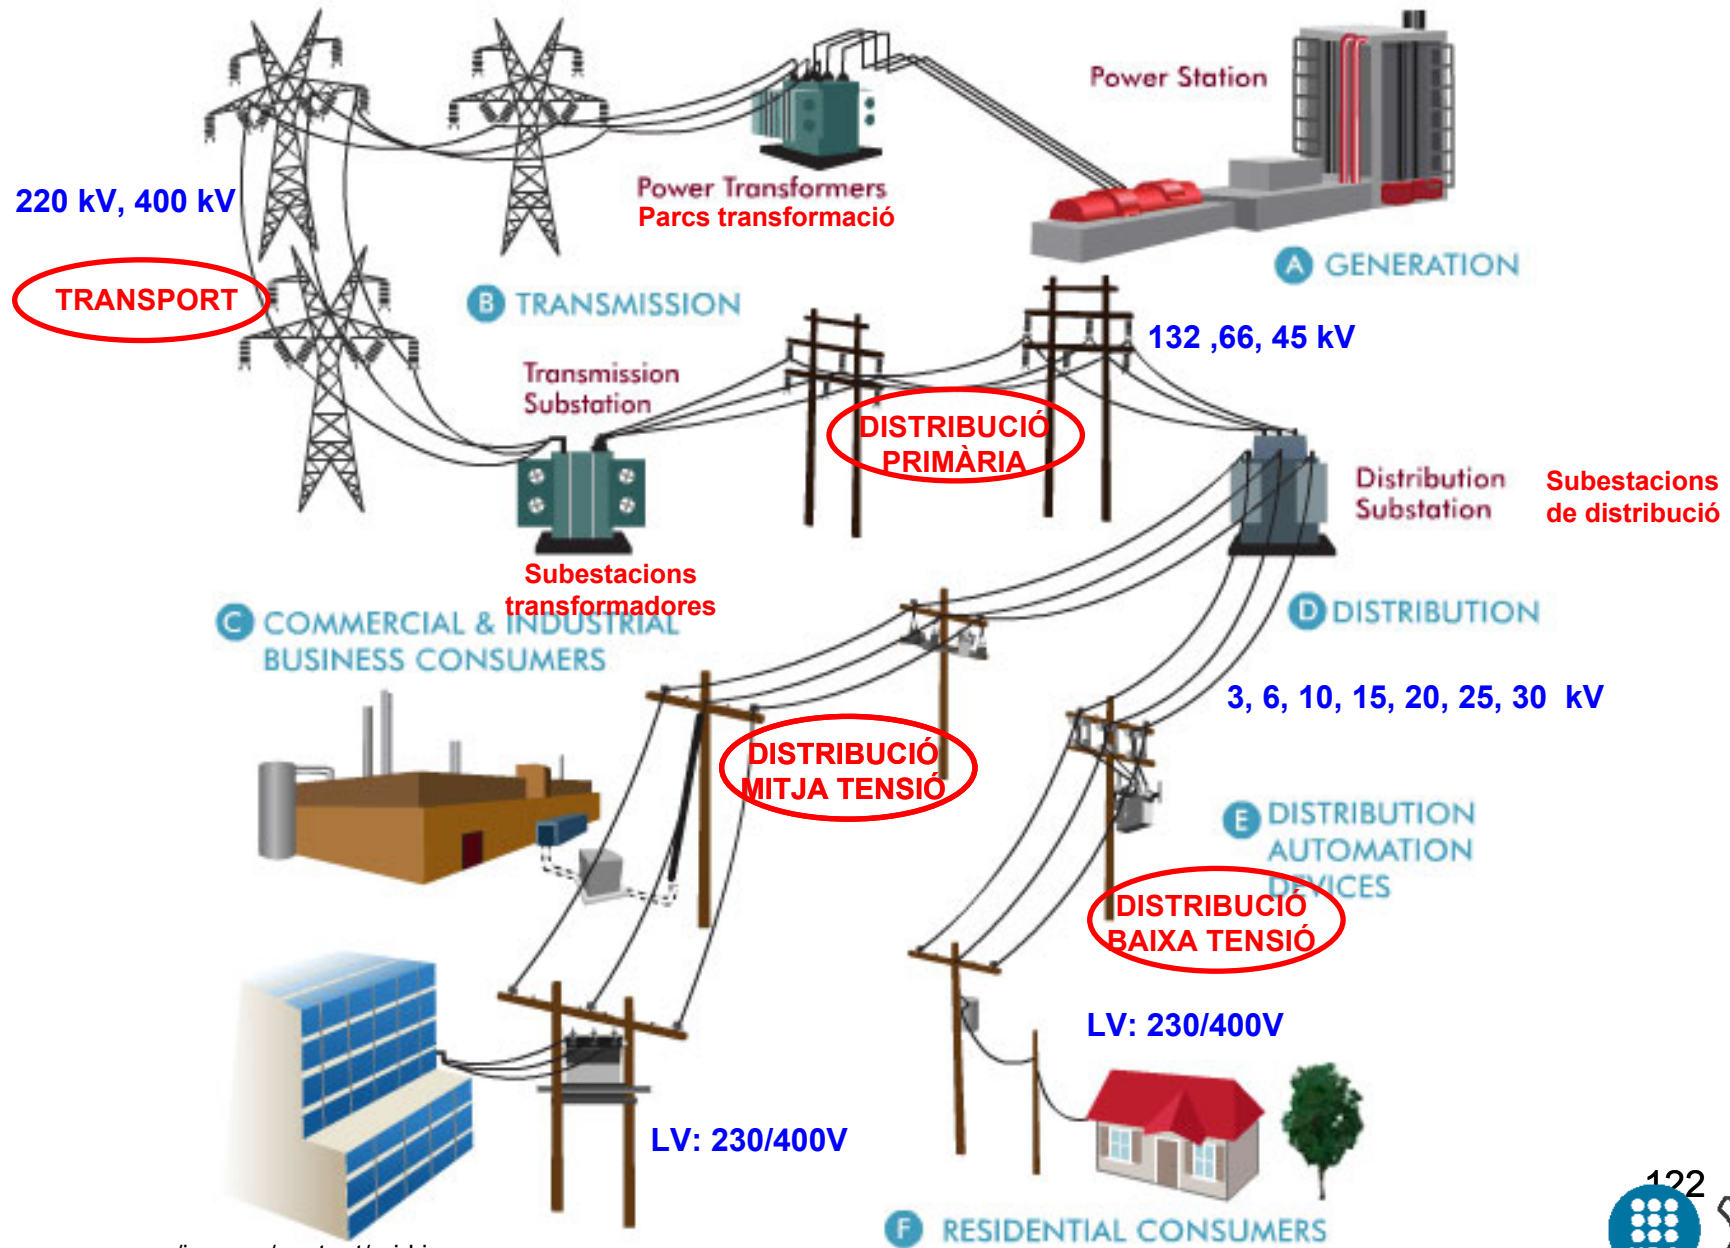 Power Station
Power Transformers
Parcs transformació
220 kV, 400 kV
A GENERATION
TRANSPORT
B TRANSMISSION
132 ,66, 45 kV
Transmission
Substation
DISTRIBUCIÓ
PRIMÀRIA
Distribution
Substation
Subestacions
de distribució
Subestacions
transformadores
C COMMERCIAL & INDUSTRIAL
BUSINESS CONSUMERS
D DISTRIBUTION
3, 6, 10, 15, 20, 25, 30 kV
DISTRIBUCIÓ
MITJA TENSIÓ
E DISTRIBUTION
AUTOMATION
DEVICES
DISTRIBUCIÓ
BAIXA TENSIÓ
LV: 230/400V
LV: 230/400V
122
F RESIDENTIAL CONSUMERS